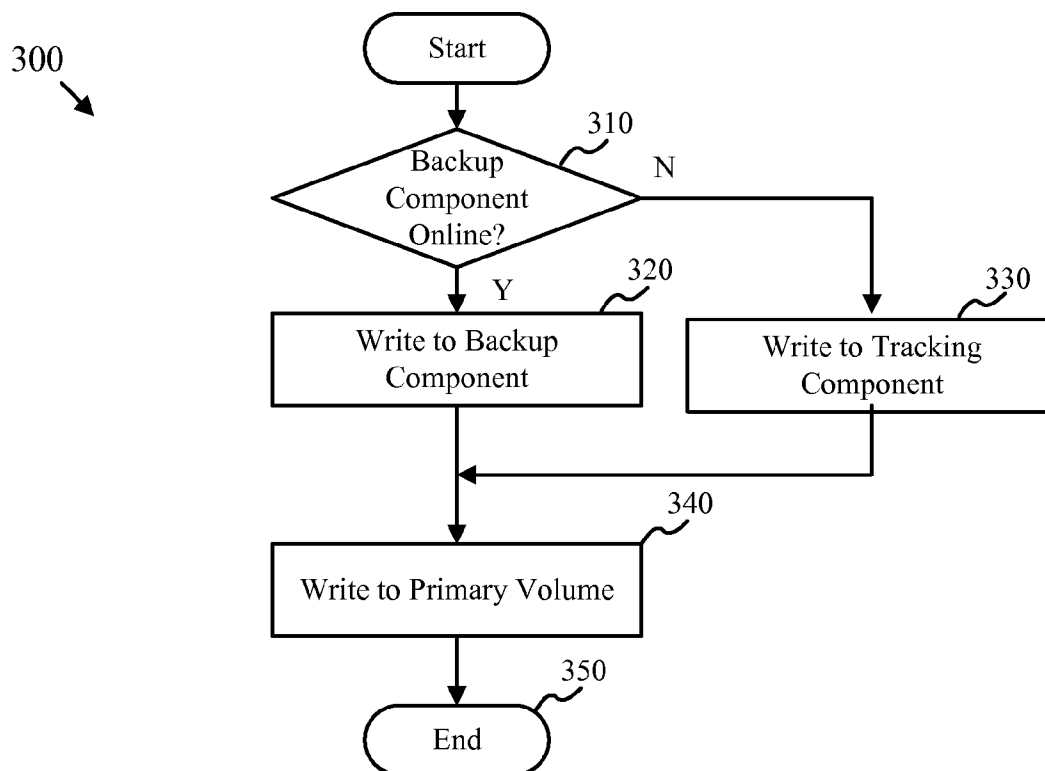 Start
300
310
Backup
Component
Online?
N
Y
320
330
Write to Backup
Component
Write to Tracking
Component
340
Write to Primary Volume
350
End